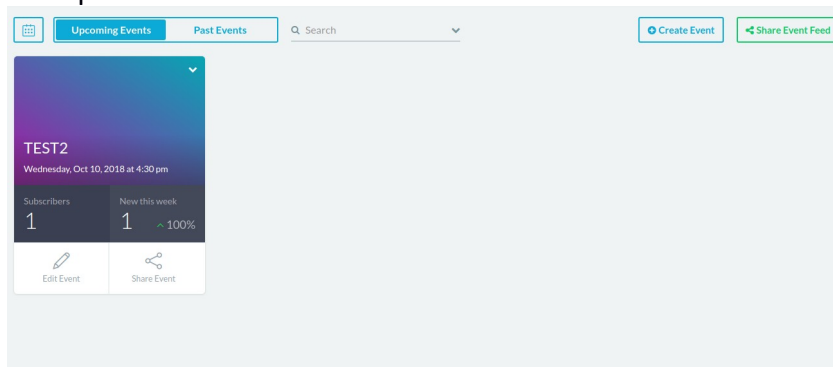 Upcoming Events
Past Events
Search
Create Event
Share Event Feed
TEST2
Wednesday, Oct 10, 2018 at 4:30 pm
Subscribers
New this week
1
1
100%
Edit Event
Share Event